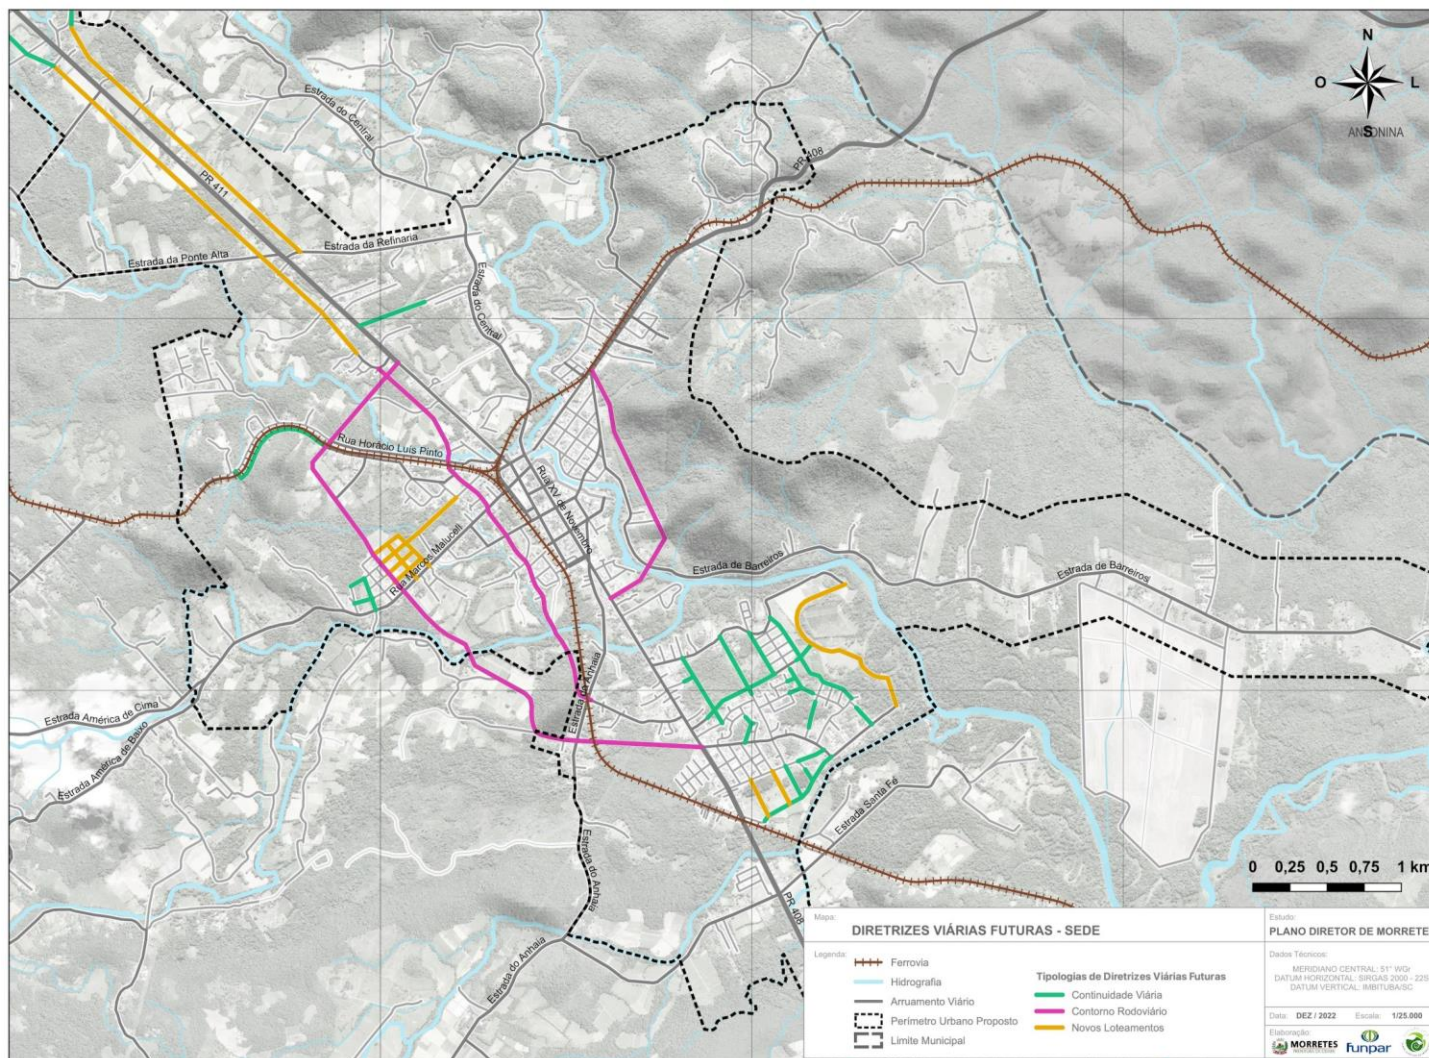 N
O
L
S
ANTONINA
Estrada do Central
PR 408
PR 411
Estrada da Refinaria
Estrada da Ponte Alta
Estrada do Central
Rua Horácio Luis Pinto
Rua XV de Novembro
Rua Marcos Maluceli
Estrada de Barreiros
Estrada de Barreiros
Estrada do Anhaia
Estrada América de Cima
Estrada América de Baixo
Estrada Santa Fé
Estrada do Anhaia
PR 408
Estrada do Anhaia
0 0,25 0,5 0,75 1 km
Mapa:
DIRETRIZES VIÁRIAS FUTURAS - SEDE
Legenda:
Ferrovia
Hidrografia
Arruamento Viário
Perímetro Urbano Proposto
Limite Municipal
Tipologias de Diretrizes Viárias Futuras
Continuidade Viária
Contorno Rodoviário
Novos Loteamentos
Estudo:
PLANO DIRETOR DE MORRETE
Dados Técnicos:
MERIDIANO CENTRAL: 51° WGr
DATUM HORIZONTAL: SIRGAS 2000 - 22S
DATUM VERTICAL: IMBITUBA/SC
Data: DEZ / 2022 Escala: 1/25.000
Elaboração:
MORRETES
funpar